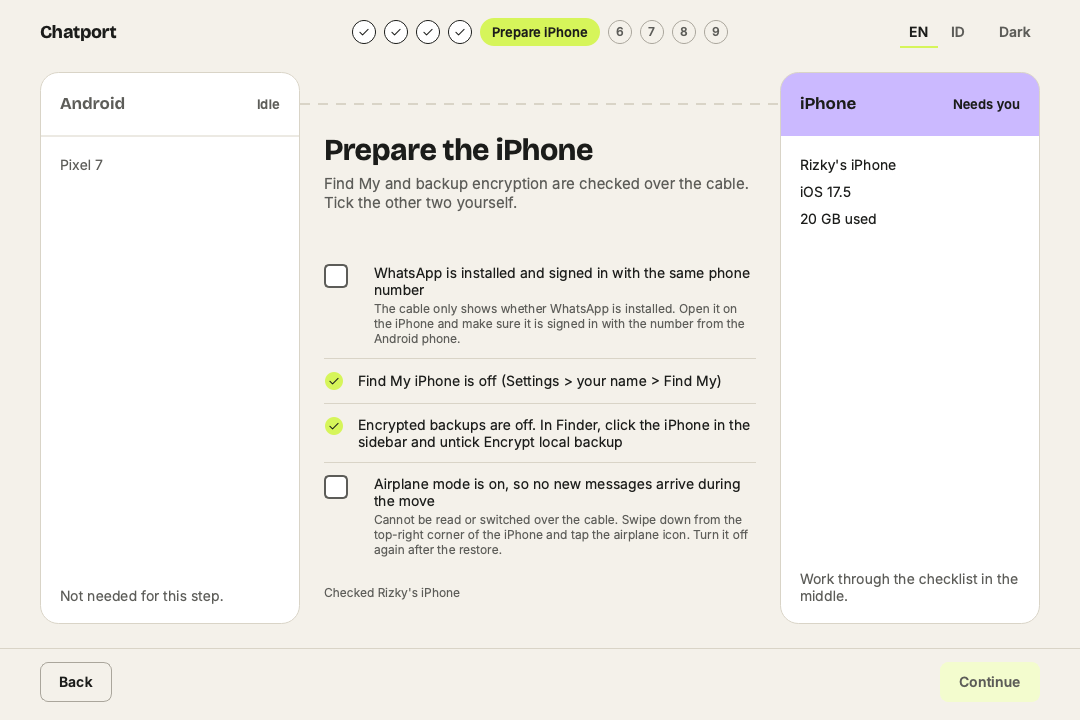 Chatport
Prepare iPhone
6
7
8
9
EN
ID
Dark
Android
Idle
Pixel 7
Not needed for this step.
Prepare the iPhone
Find My and backup encryption are checked over the cable.
Tick the other two yourself.
WhatsApp is installed and signed in with the same phone
number
The cable only shows whether WhatsApp is installed. Open it on
the iPhone and make sure it is signed in with the number from the
Android phone.
Find My iPhone is off (Settings > your name > Find My)
Encrypted backups are off. In Finder, click the iPhone in the
sidebar and untick Encrypt local backup
Airplane mode is on, so no new messages arrive during
the move
Cannot be read or switched over the cable. Swipe down from the
top-right corner of the iPhone and tap the airplane icon. Turn it off
again after the restore.
Checked Rizky's iPhone
iPhone
Needs you
Rizky's iPhone
iOS 17.5
20 GB used
Work through the checklist in the
middle.
Back
Continue